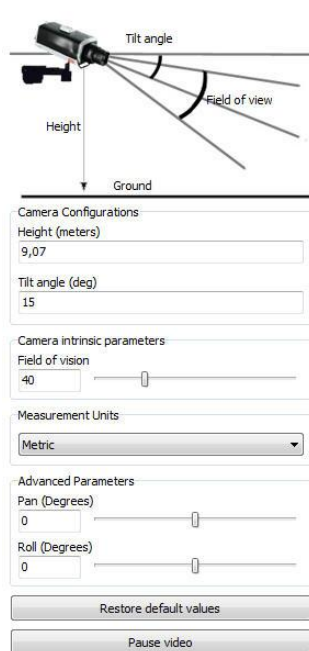 Tilt angle
Field of view
Height
Ground
Camera Configurations
Height (meters)
9,07
Tilt angle (deg)
15
Camera intrinsic parameters
Field of vision
40
Measurement Units
Metric
Advanced Parameters
Pan (Degrees)
0
Roll (Degrees)
0
Restore default values
Pause video